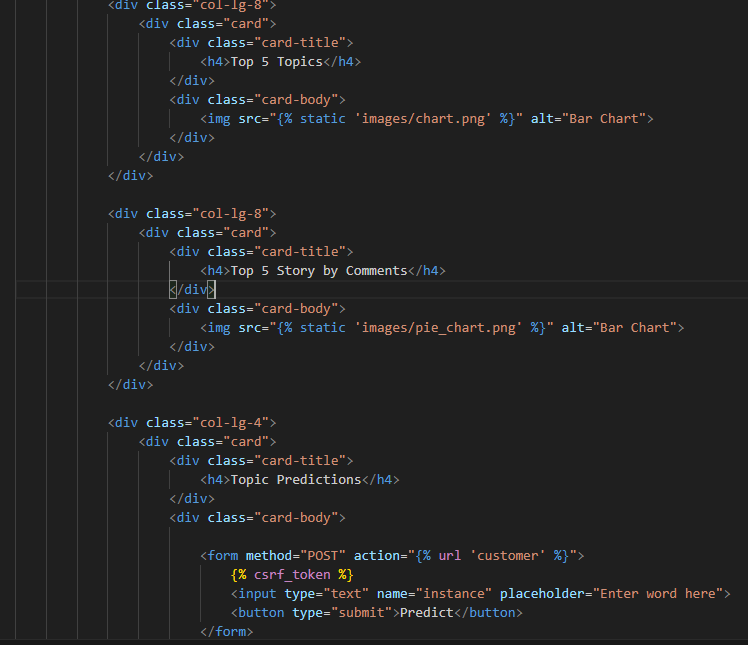 <div class="col-lg-8">
<div class="card">
<div class="card-title">
<h4>Top 5 Topics</h4>
</div>
<div class="card-body">
<img src="{% static 'images/chart.png' %}" alt="Bar Chart">
</div>
</div>
</div>
<div class="col-lg-8">
<div class="card">
<div class="card-title">
<h4>Top 5 Story by Comments</h4>
</div>
<div class="card-body">
<img src="{% static 'images/pie_chart.png' %}" alt="Bar Chart">
</div>
</div>
</div>
<div class="col-lg-4">
<div class="card">
<div class="card-title">
<h4>Topic Predictions</h4>
</div>
<div class="card-body">
<form method="POST" action="{% url 'customer' %}">
{% csrf_token %}
<input type="text" name="instance" placeholder="Enter word here">
<button type="submit">Predict</button>
</form>